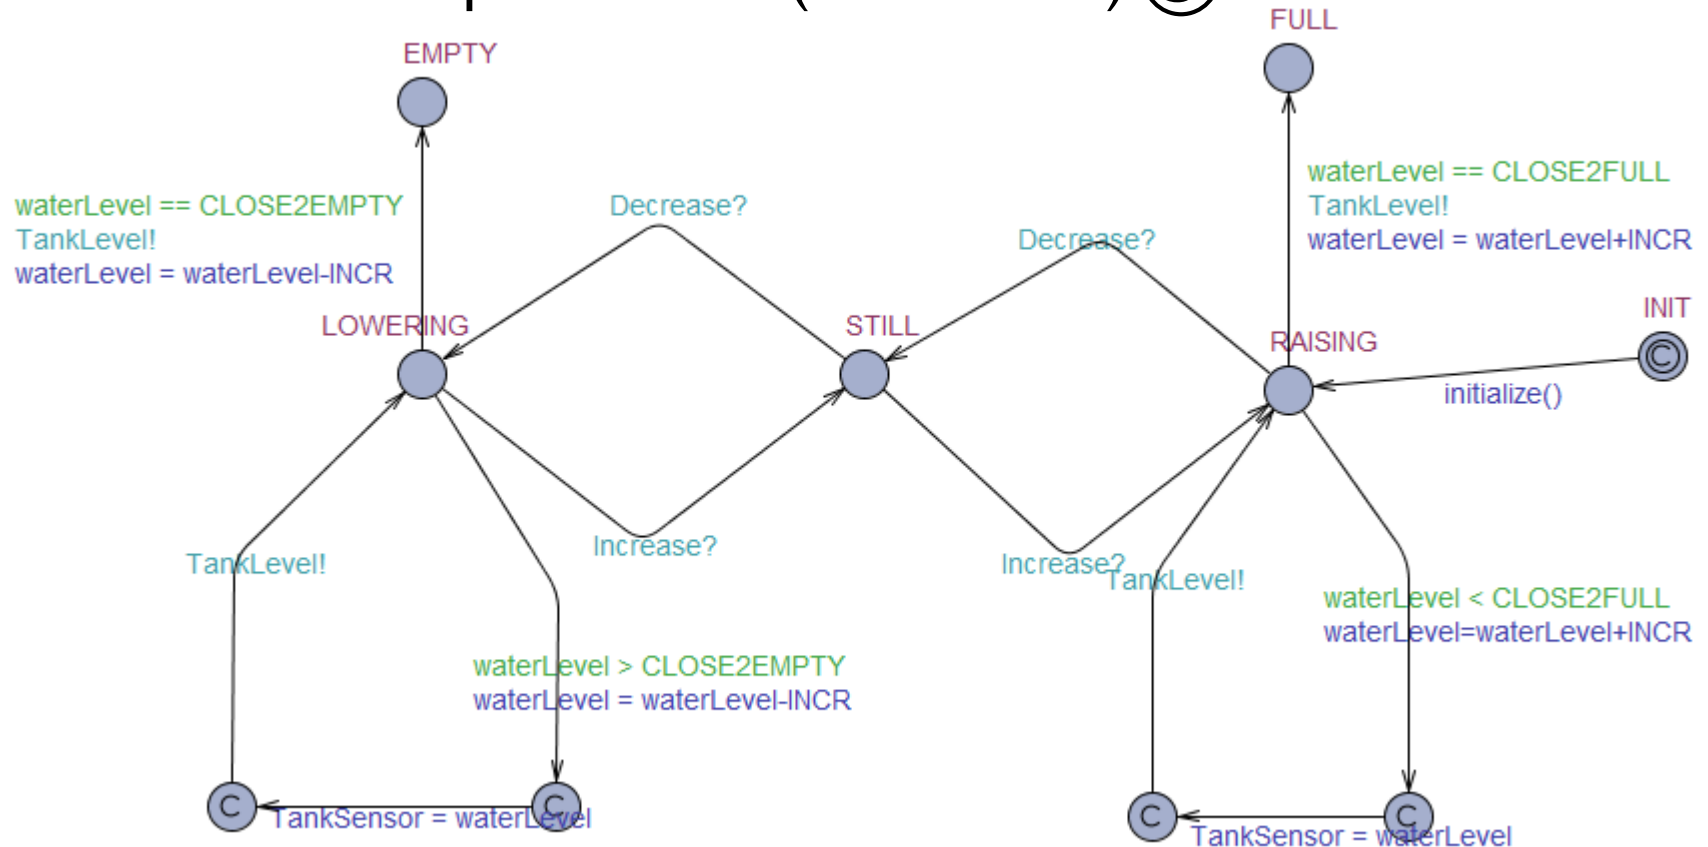 FULL
EMPTY
waterLevel == CLOSE2FULL
TankLevel!
waterLevel = waterLevel+INCR
waterLevel == CLOSE2EMPTY
TankLevel!
waterLevel = waterLevel-INCR
Decrease?
Decrease?
INIT
LOWERING
STILL
RAISING
C
initialize()
Increase?
Increase?
TankLevel!
TankLevel!
waterLevel < CLOSE2FULL
waterLevel=waterLevel+INCR
waterLevel > CLOSE2EMPTY
waterLevel = waterLevel-INCR
C
C
TankSensor = waterLevel
C
C
TankSensor = waterLevel